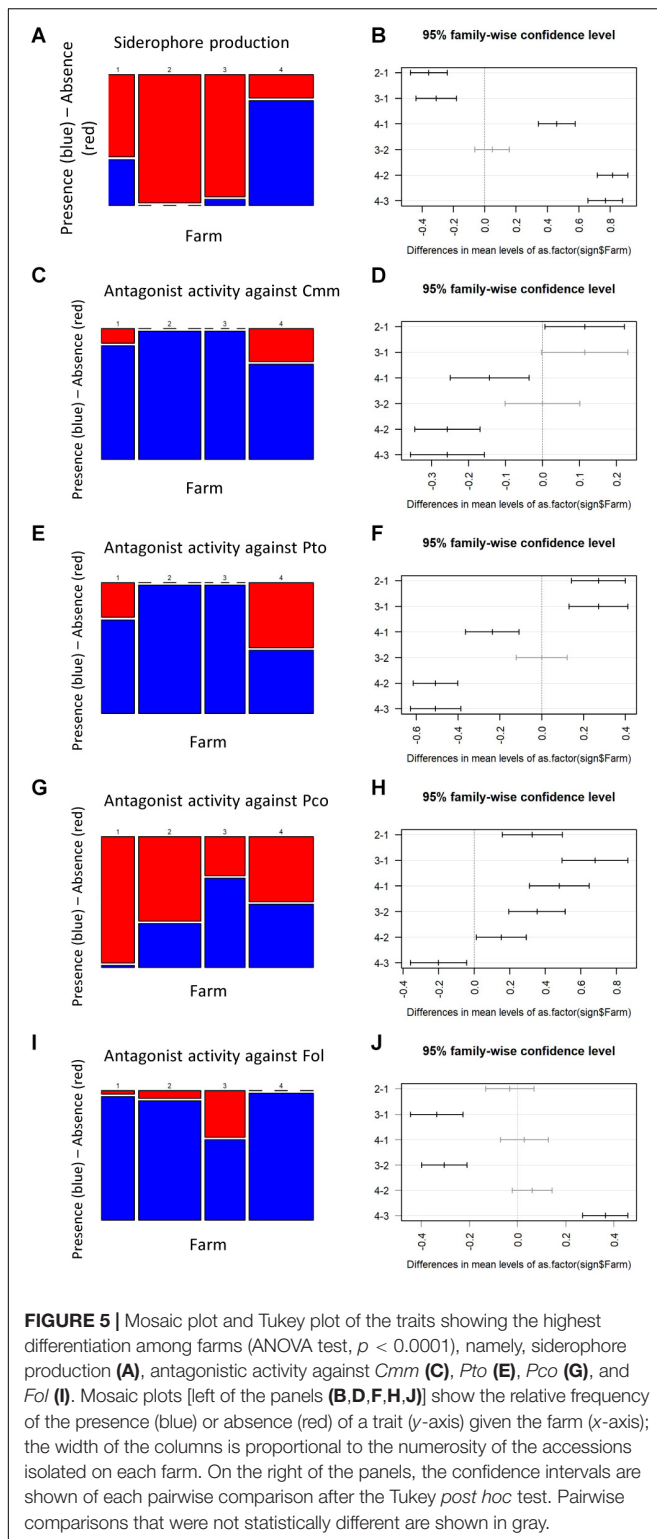 A
Siderophore production
1 2 3 4
Presence (blue) – Absence (red)
Farm
B
95% family-wise confidence level
2-1
3-1
4-1
3-2
4-2
4-3
-0.4 -0.2 0.0 0.2 0.4 0.6 0.8
Differences in mean levels of as.factor(sign$Farm)
C
Antagonist activity against Cmm
1 2 3 4
Presence (blue) – Absence (red)
Farm
D
95% family-wise confidence level
2-1
3-1
4-1
3-2
4-2
4-3
-0.3 -0.2 -0.1 0.0 0.1 0.2
Differences in mean levels of as.factor(sign$Farm)
E
Antagonist activity against Pto
1 2 3 4
Presence (blue) – Absence (red)
Farm
F
95% family-wise confidence level
2-1
3-1
4-1
3-2
4-2
4-3
-0.6 -0.4 -0.2 0.0 0.2 0.4
Differences in mean levels of as.factor(sign$Farm)
G
Antagonist activity against Pco
1 2 3 4
Presence (blue) – Absence (red)
Farm
H
95% family-wise confidence level
2-1
3-1
4-1
3-2
4-2
4-3
-0.4 -0.2 0.0 0.2 0.4 0.6 0.8
Differences in mean levels of as.factor(sign$Farm)
I
Antagonist activity against Fol
1 2 3 4
Presence (blue) – Absence (red)
Farm
J
95% family-wise confidence level
2-1
3-1
4-1
3-2
4-2
4-3
-0.4 -0.2 0.0 0.2 0.4
Differences in mean levels of as.factor(sign$Farm)
FIGURE 5 | Mosaic plot and Tukey plot of the traits showing the highest
differentiation among farms (ANOVA test, p < 0.0001), namely, siderophore
production (A), antagonistic activity against Cmm (C), Pto (E), Pco (G), and
Fol (I). Mosaic plots [left of the panels (B,D,F,H,J)] show the relative frequency
of the presence (blue) or absence (red) of a trait (y-axis) given the farm (x-axis);
the width of the columns is proportional to the numerosity of the accessions
isolated on each farm. On the right of the panels, the confidence intervals are
shown of each pairwise comparison after the Tukey post hoc test. Pairwise
comparisons that were not statistically different are shown in gray.